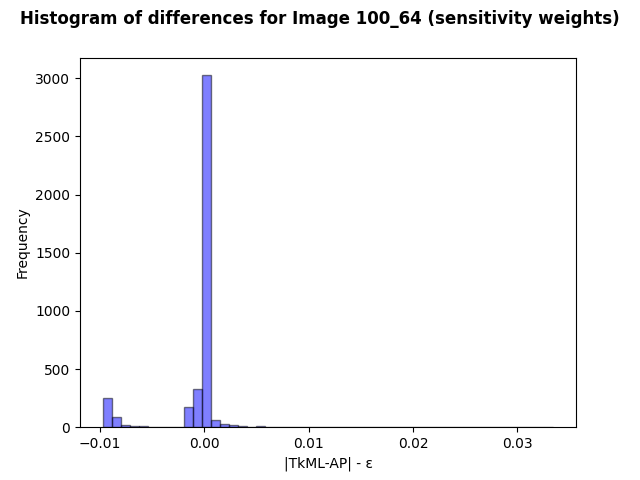 Histogram of differences for Image 100_64 (sensitivity weights)
3000
2500
2000
1500
1000
500
0
Frequency
−0.01 0.00 0.01 0.02 0.03
|TkML-AP| - ε